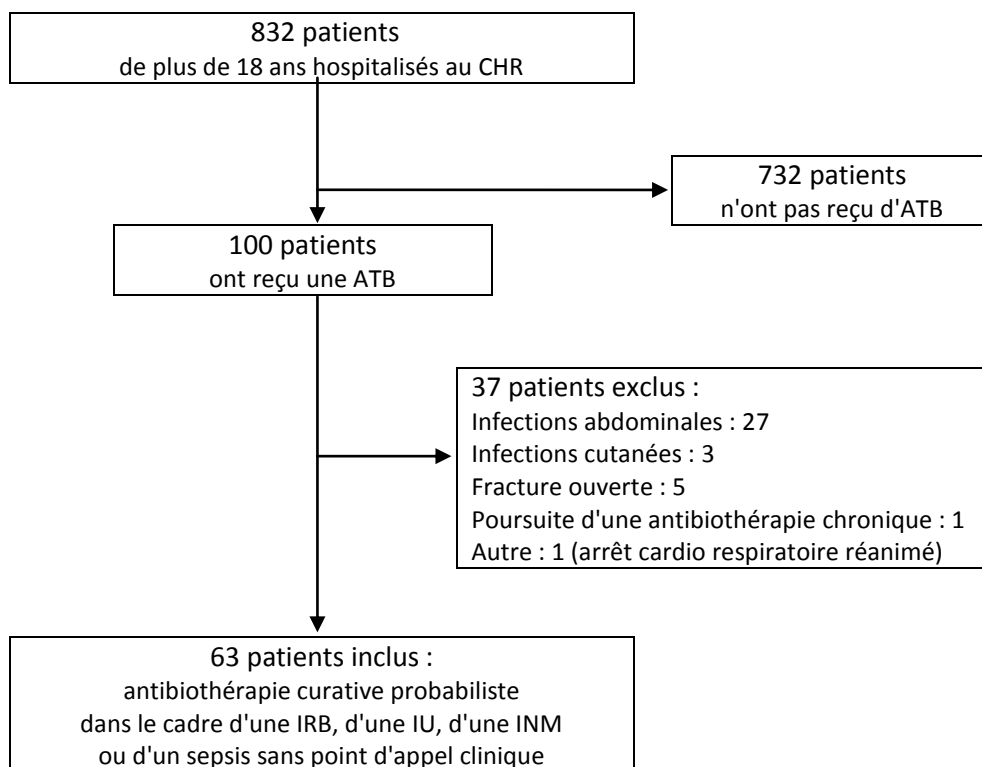 832 patients
de plus de 18 ans hospitalisés au CHR
732 patients
n'ont pas reçu d'ATB
100 patients
ont reçu une ATB
37 patients exclus :
Infections abdominales : 27
Infections cutanées : 3
Fracture ouverte : 5
Poursuite d'une antibiothérapie chronique : 1
Autre : 1 (arrêt cardio respiratoire réanimé)
63 patients inclus :
antibiothérapie curative probabiliste
dans le cadre d'une IRB, d'une IU, d'une INM
ou d'un sepsis sans point d'appel clinique